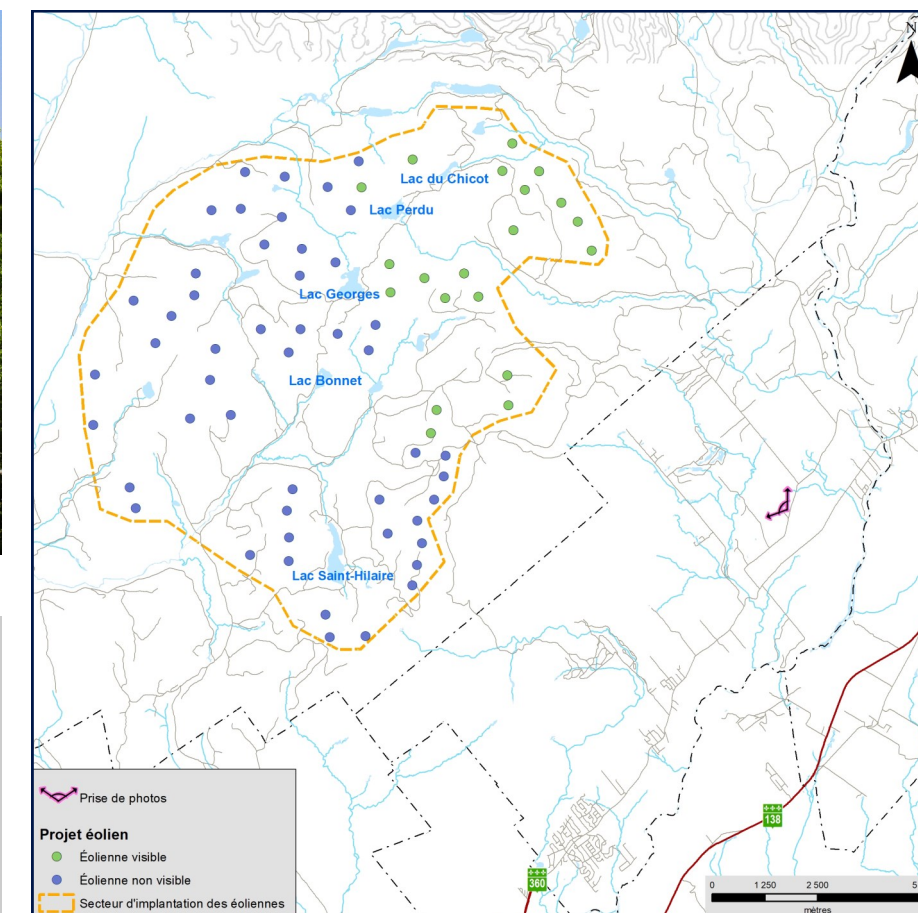 N
Lac du Chicot
Lac Perdu
Lac Georges
Lac Bonnet
Lac Saint-Hilaire
Prise de photos
Projet éolien
Éolienne visible
Éolienne non visible
Secteur d'implantation des éoliennes
138
360
0 1 250 2 500 5
mètres